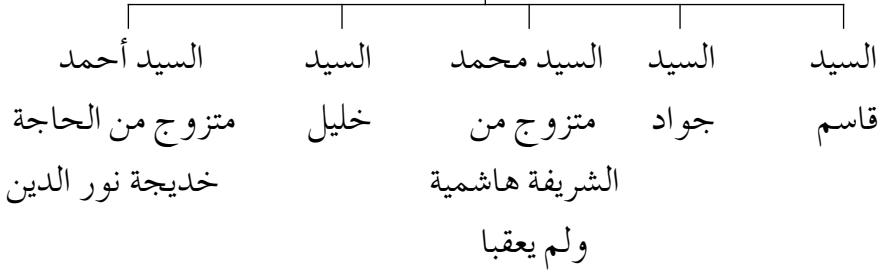 السيد قاسم
السيد جواد
السيد محمد
متزوج من
الشريفة هاشمية
ولم يعقبا
السيد خليل
السيد أحمد
متزوج من الحاجة
خديجة نور الدين